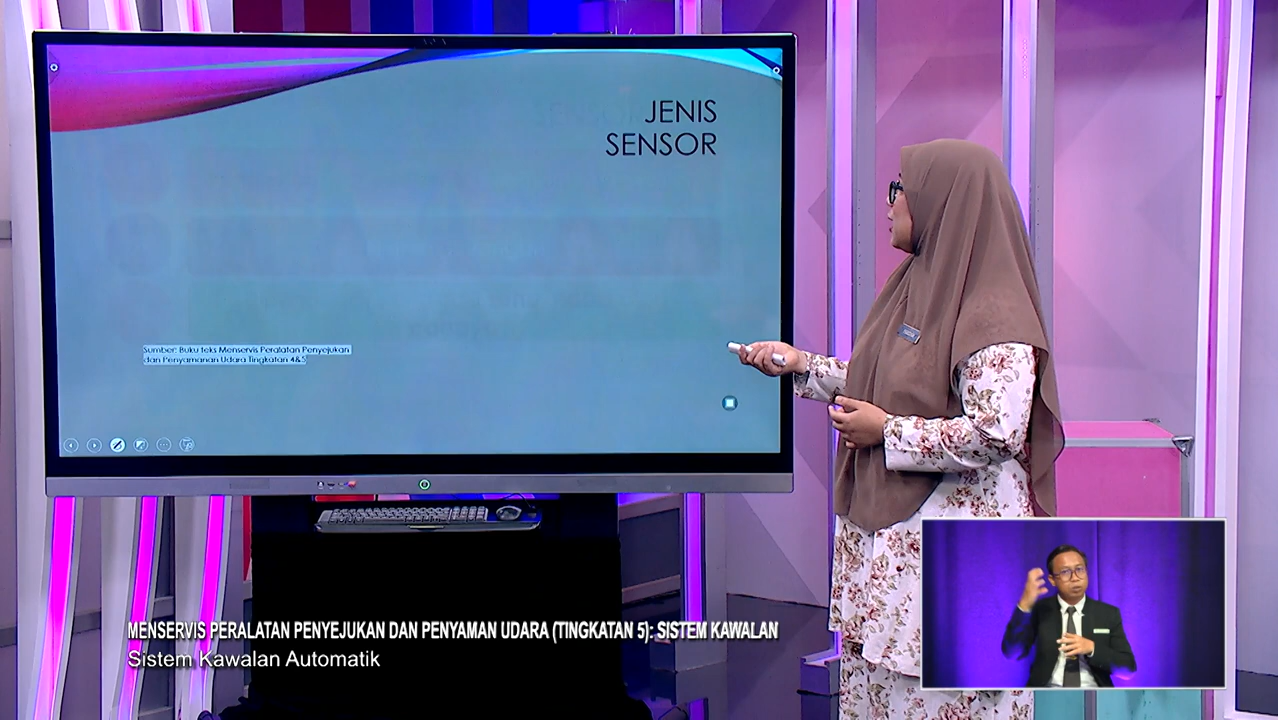 JENIS
SENSOR
Sumber: Buku teks Menservis Peralatan Penyejukan
dan Penyamanan Udara Tingkatan 4&5
MENSERVIS PERALATAN PENYEJUKAN DAN PENYAMAN UDARA (TINGKATAN 5): SISTEM KAWALAN
Sistem Kawalan Automatik